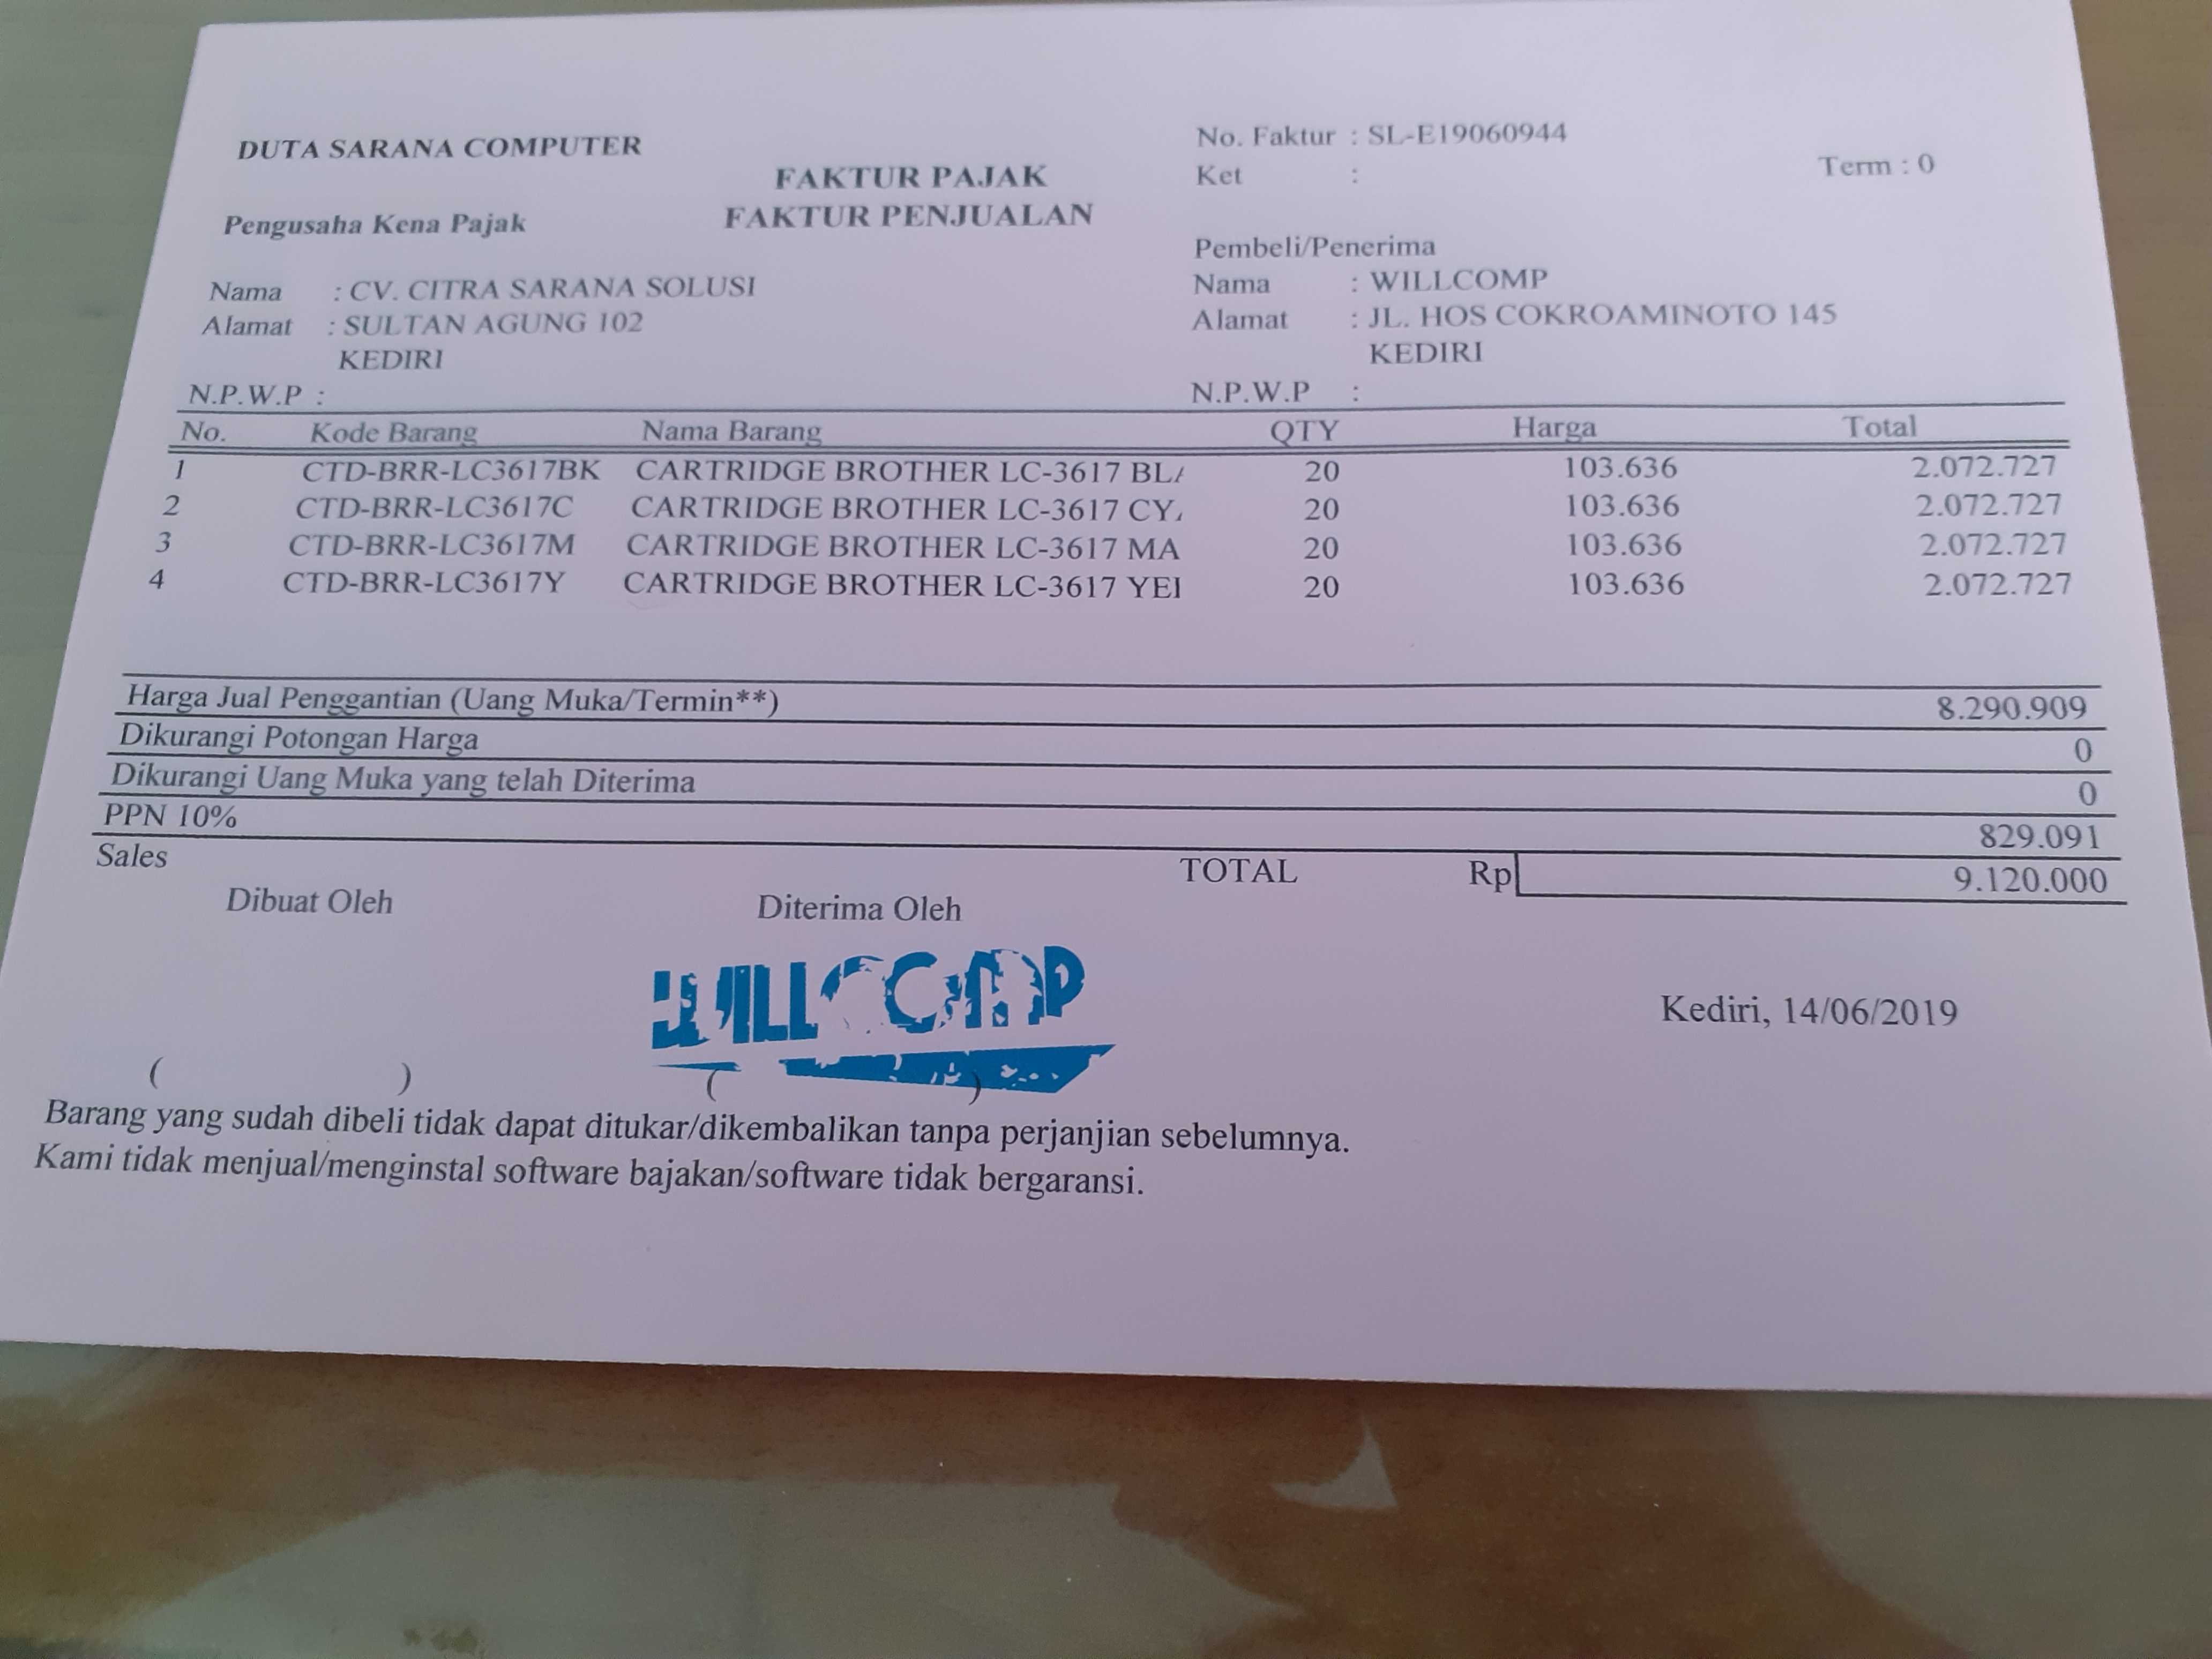 DUTA SARANA COMPUTER
FAKTUR PAJAK
FAKTUR PENJUALAN
No. Faktur : SL-E19060944
Ket :
Term : 0
Pengusaha Kena Pajak
Nama : CV. CITRA SARANA SOLUSI
Alamat : SULTAN AGUNG 102
KEDIRI
N.P.W.P :
Pembeli/Penerima
Nama : WILLCOMP
Alamat : JL. HOS COKROAMINOTO 145
KEDIRI
N.P.W.P :
No. Kode Barang Nama Barang QTY Harga Total
1 CTD-BRR-LC3617BK CARTRIDGE BROTHER LC-3617 BL 20 103.636 2.072.727
2 CTD-BRR-LC3617C CARTRIDGE BROTHER LC-3617 CY 20 103.636 2.072.727
3 CTD-BRR-LC3617M CARTRIDGE BROTHER LC-3617 MA 20 103.636 2.072.727
4 CTD-BRR-LC3617Y CARTRIDGE BROTHER LC-3617 YE 20 103.636 2.072.727
Harga Jual Penggantian (Uang Muka/Termin**) 8.290.909
Dikurangi Potongan Harga 0
Dikurangi Uang Muka yang telah Diterima 0
PPN 10% 829.091
Sales TOTAL Rp 9.120.000
Dibuat Oleh Diterima Oleh
WILLCOMP
Kediri, 14/06/2019
( ) ( )
Barang yang sudah dibeli tidak dapat ditukar/dikembalikan tanpa perjanjian sebelumnya.
Kami tidak menjual/menginstal software bajakan/software tidak bergaransi.